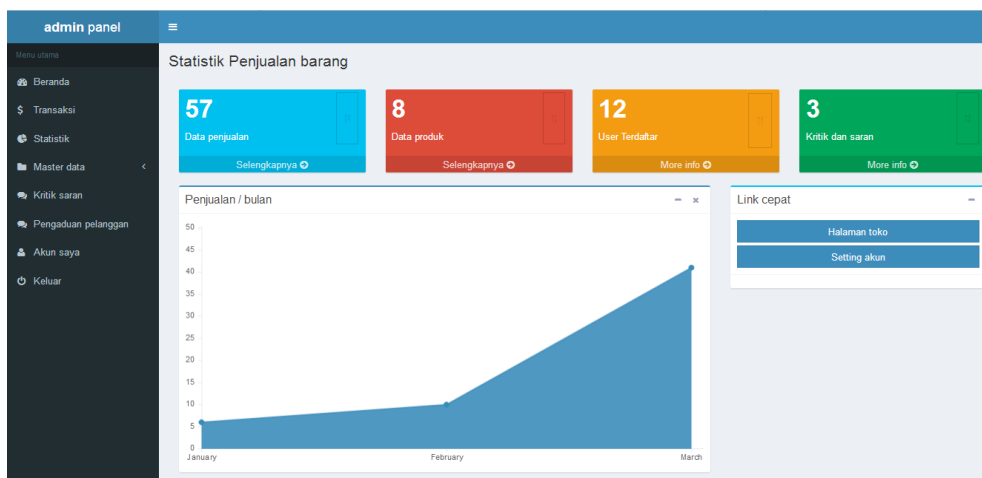 admin panel
Menu utama
Beranda
Transaksi
Statistik
Master data
Kritik saran
Pengaduan pelanggan
Akun saya
Keluar
Statistik Penjualan barang
57
Data penjualan
Selengkapnya
8
Data produk
Selengkapnya
12
User Terdaftar
More info
3
Kritik dan saran
More info
Penjualan / bulan
50
45
40
35
30
25
20
15
10
5
0
January February March
Link cepat
Halaman toko
Setting akun